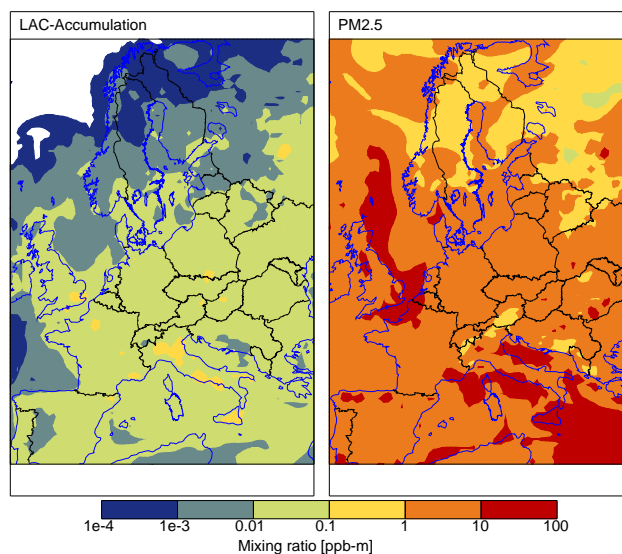 LAC-Accumulation
PM2.5
1e-4 1e-3 0.01 0.1 1 10 100
Mixing ratio [ppb-m]